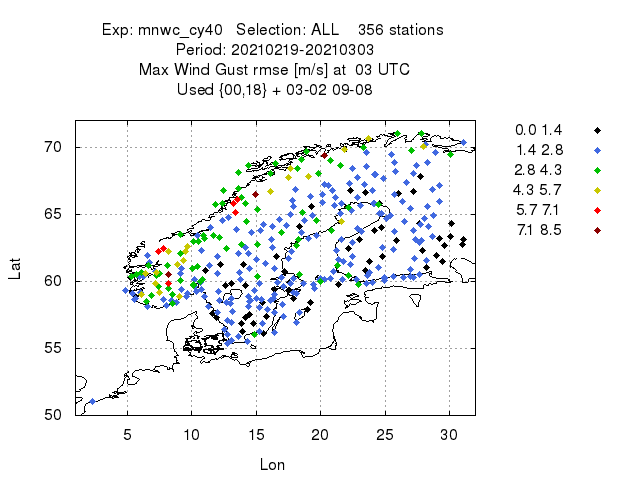 Exp: mnwc_cy40 Selection: ALL 356 stations
Period: 20210219-20210303
Max Wind Gust rmse [m/s] at 03 UTC
Used {00,18} + 03-02 09-08
0.0 1.4
1.4 2.8
2.8 4.3
4.3 5.7
5.7 7.1
7.1 8.5
70
65
60
55
50
Lat
5 10 15 20 25 30
Lon